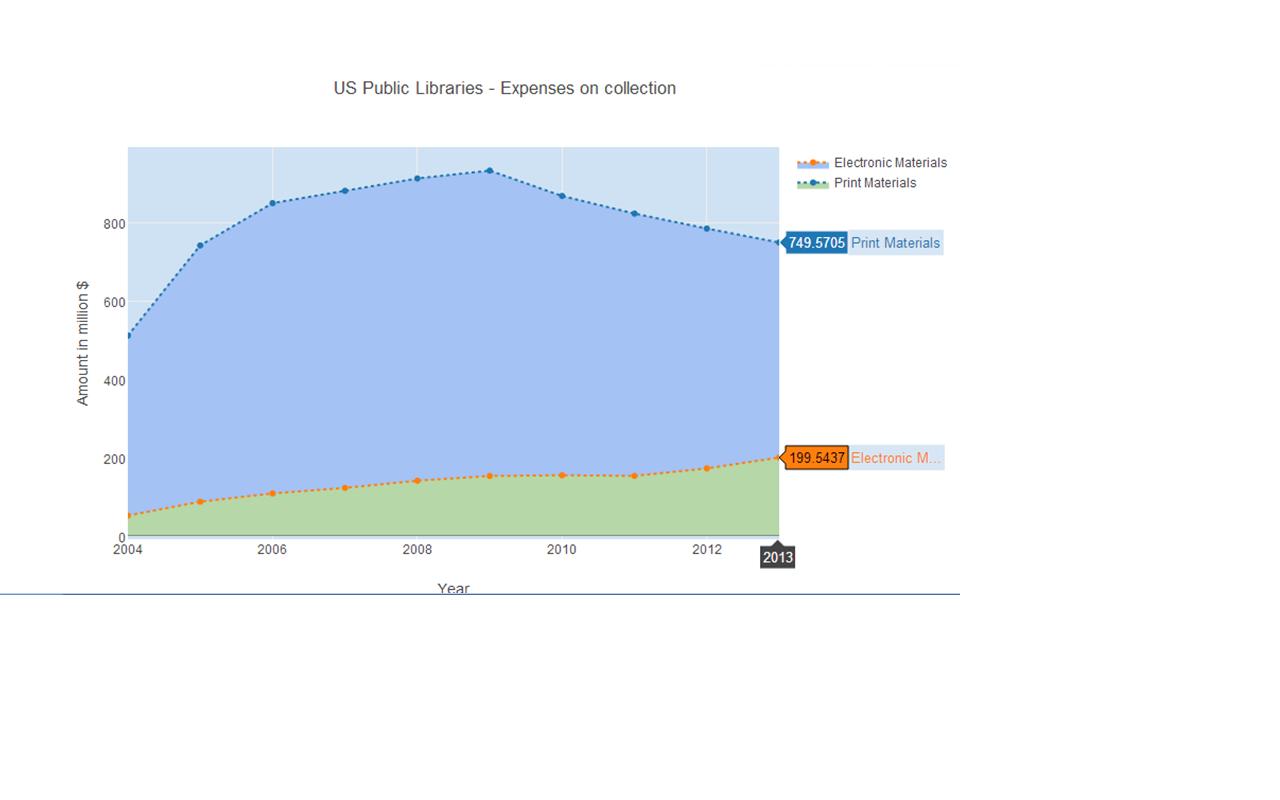 US Public Libraries - Expenses on collection
Electronic Materials
Print Materials
800
600
400
200
0
Amount in million $
749.5705 Print Materials
199.5437 Electronic M...
2004 2006 2008 2010 2012 2013
Year